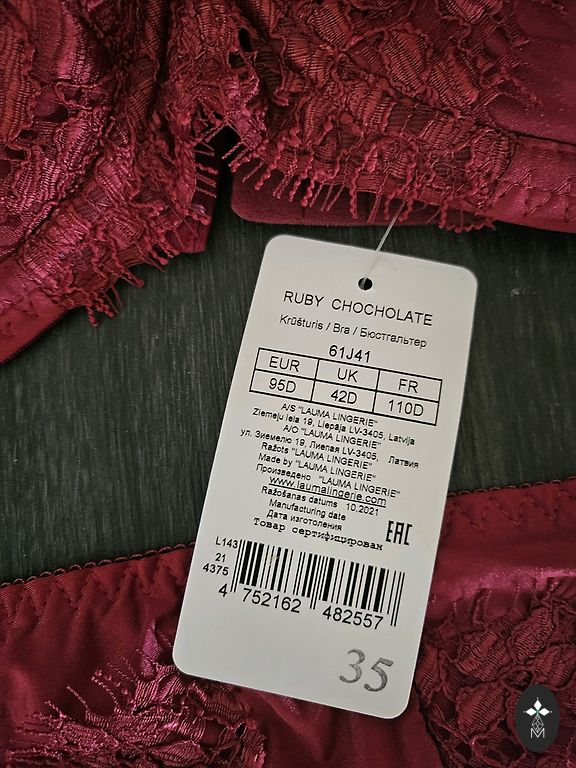 RUBY CHOCHOLATE
Krūšturis / Bra / Бюстгальтер
61J41
EUR UK FR
95D 42D 110D
A/S "LAUMA LINGERIE"
Ziemeļu iela 19, Liepāja LV-3405, Latvija
A/O "LAUMA LINGERIE"
ул. Зиемелю 19, Лиепая LV-3405, Латвия
Ražots "LAUMA LINGERIE"
Made by "LAUMA LINGERIE"
Произведено "LAUMA LINGERIE"
www.laumalingerie.com
Ražošanas datums 10.2021
Manufacturing date
Дата изготоления
Товар сертифицирован
EAC
L143
21
4375
4 752162 482557
35
M